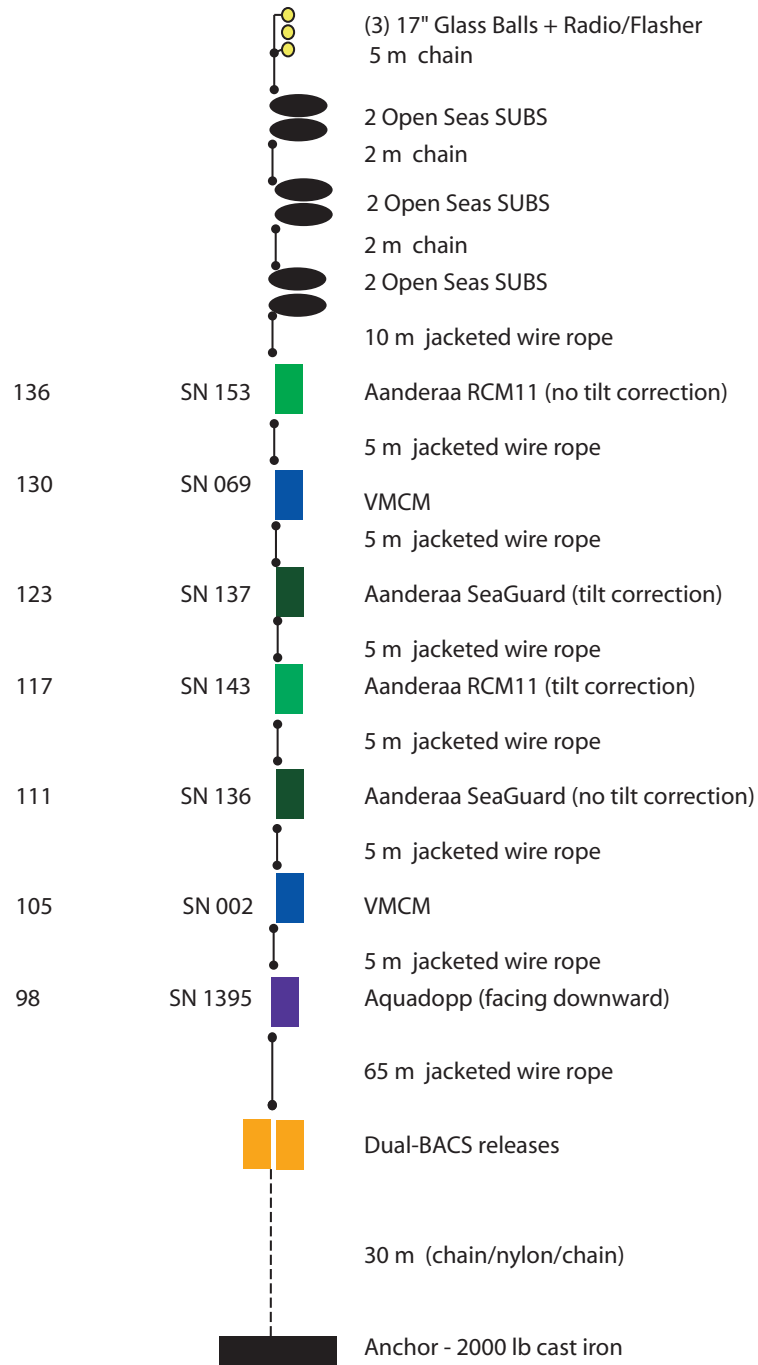 (3) 17" Glass Balls + Radio/Flasher
5 m chain
2 Open Seas SUBS
2 m chain
2 Open Seas SUBS
2 m chain
2 Open Seas SUBS
10 m jacketed wire rope
136 SN 153 Aanderaa RCM11 (no tilt correction)
5 m jacketed wire rope
130 SN 069 VMCM
5 m jacketed wire rope
123 SN 137 Aanderaa SeaGuard (tilt correction)
5 m jacketed wire rope
117 SN 143 Aanderaa RCM11 (tilt correction)
5 m jacketed wire rope
111 SN 136 Aanderaa SeaGuard (no tilt correction)
5 m jacketed wire rope
105 SN 002 VMCM
5 m jacketed wire rope
98 SN 1395 Aquadopp (facing downward)
65 m jacketed wire rope
Dual-BACS releases
30 m (chain/nylon/chain)
Anchor - 2000 lb cast iron